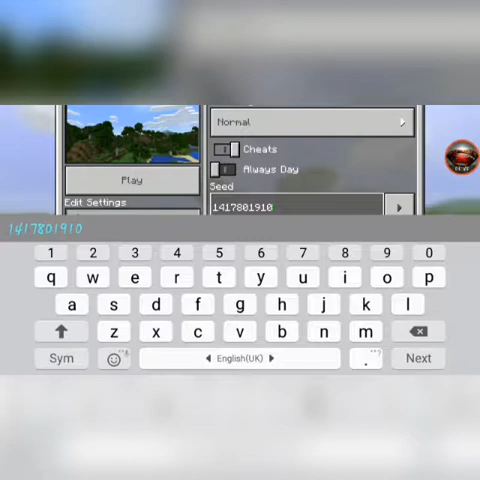 Normal
Cheats
Play
Always Day
Edit Settings
Seed
1417801910
1417801910
1 2 3 4 5 6 7 8 9 0
q w e r t y u i o p
a s d f g h j k l
z x c v b n m
Sym English(UK) . Next